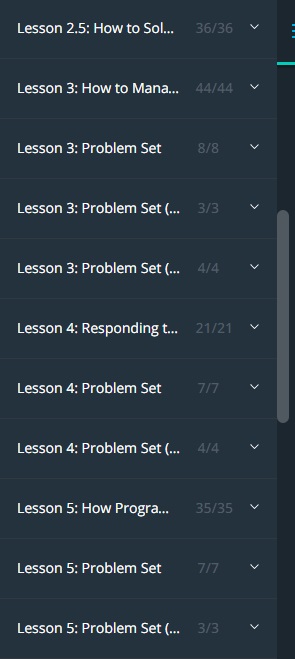 Lesson 2.5: How to Sol... 36/36
Lesson 3: How to Mana... 44/44
Lesson 3: Problem Set 8/8
Lesson 3: Problem Set (... 3/3
Lesson 3: Problem Set (... 4/4
Lesson 4: Responding t... 21/21
Lesson 4: Problem Set 7/7
Lesson 4: Problem Set (... 4/4
Lesson 5: How Progra... 35/35
Lesson 5: Problem Set 7/7
Lesson 5: Problem Set (... 3/3